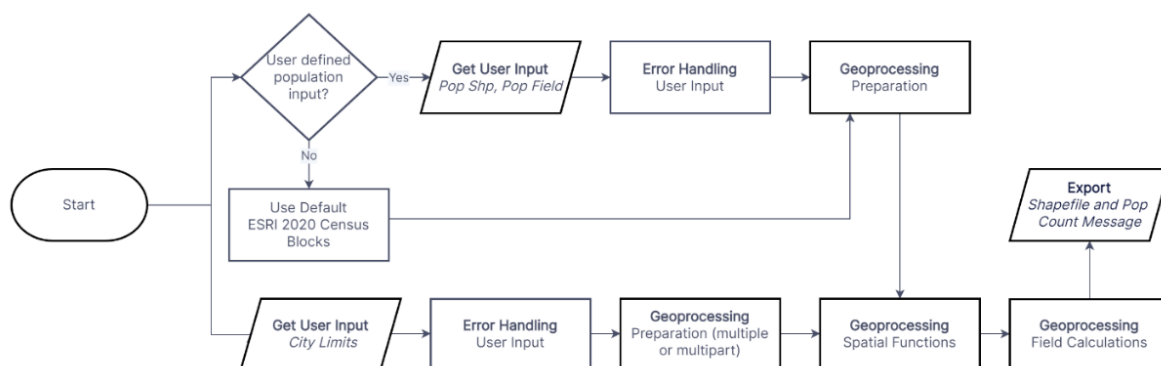 User defined
population
input?
Yes
Get User Input
Pop Shp, Pop Field
Error Handling
User Input
Geoprocessing
Preparation
No
Start
Use Default
ESRI 2020 Census
Blocks
Export
Shapefile and Pop
Count Message
Get User Input
City Limits
Error Handling
User Input
Geoprocessing
Preparation (multiple
or multipart)
Geoprocessing
Spatial Functions
Geoprocessing
Field Calculations